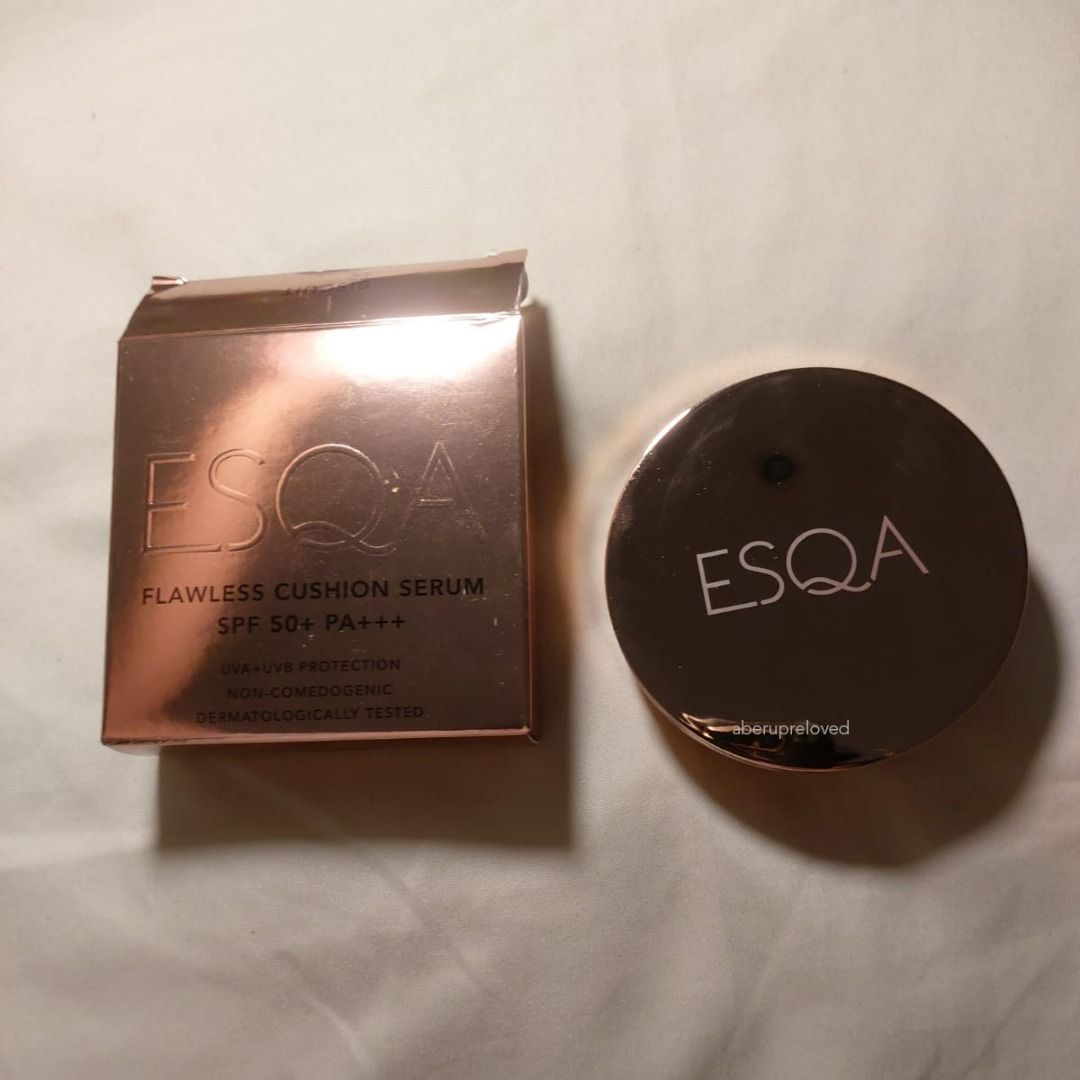 ESQA
FLAWLESS CUSHION SERUM
SPF 50+ PA+++
UVA+UVB PROTECTION
NON-COMEDOGENIC
DERMATOLOGICALLY TESTED
ESQA
aberupreloved